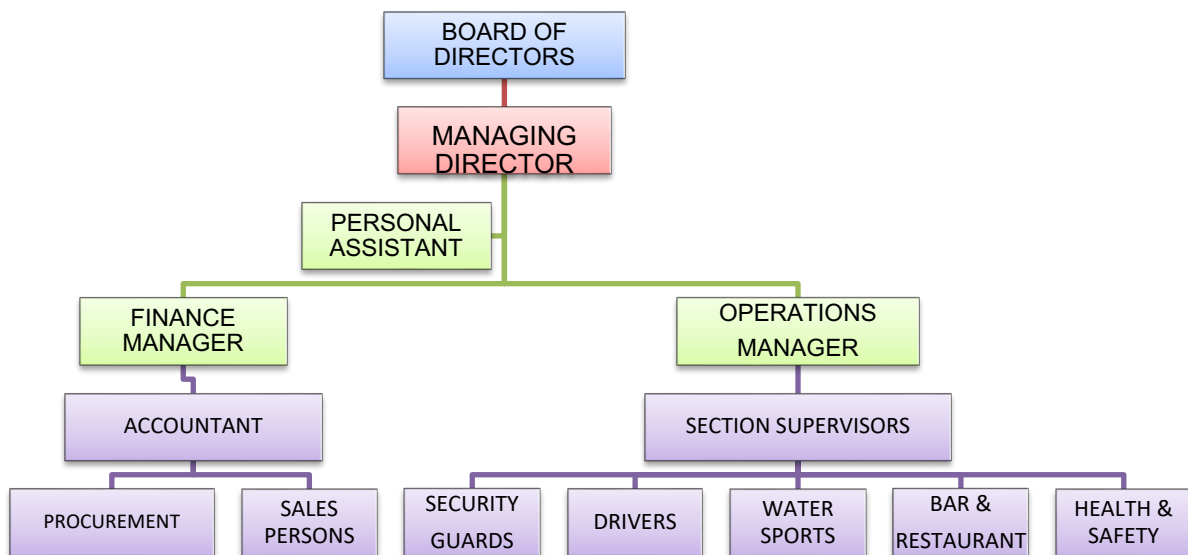 BOARD OF
DIRECTORS
MANAGING
DIRECTOR
PERSONAL
ASSISTANT
FINANCE
MANAGER
OPERATIONS
MANAGER
ACCOUNTANT
SECTION SUPERVISORS
PROCUREMENT
SALES
PERSONS
SECURITY
GUARDS
DRIVERS
WATER
SPORTS
BAR &
RESTAURANT
HEALTH &
SAFETY